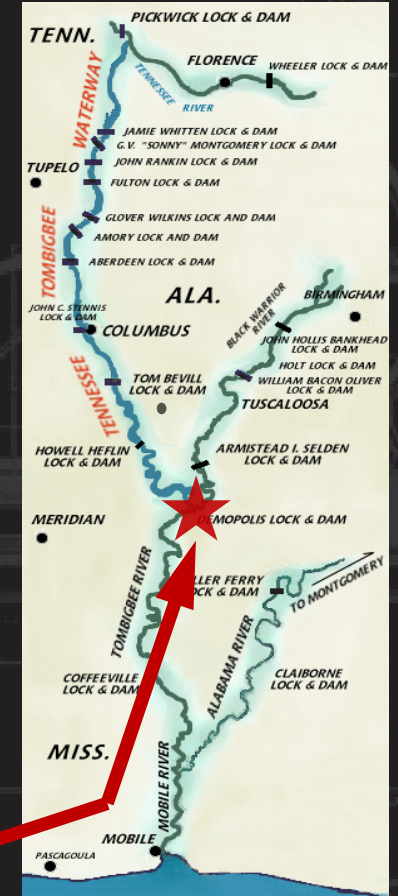 PICKWICK LOCK & DAM
TENN.
FLORENCE
WHEELER LOCK & DAM
TENNESSEE
RIVER
WATERWAY
JAMIE WHITTEN LOCK & DAM
G.V. "SONNY" MONTGOMERY LOCK & DAM
JOHN RANKIN LOCK & DAM
TUPELO
FULTON LOCK & DAM
GLOVER WILKINS LOCK AND DAM
TOMBIGBEE
AMORY LOCK AND DAM
ABERDEEN LOCK & DAM
ALA.
BIRMINGHAM
BLACK WARRIOR
RIVER
JOHN C. STENNIS
LOCK & DAM
COLUMBUS
JOHN HOLLIS BANKHEAD
LOCK & DAM
HOLT LOCK & DAM
TENNESSEE
TOM BEVILL
LOCK & DAM
WILLIAM BACON OLIVER
LOCK & DAM
TUSCALOOSA
HOWELL HEFLIN
LOCK & DAM
ARMISTEAD I. SELDEN
LOCK & DAM
MERIDIAN
DEMOPOLIS LOCK & DAM
TOMBIGBEE RIVER
LLER FERRY
OCK & DAM
TO MONTGOMERY
ALABAMA RIVER
COFFEEVILLE
LOCK & DAM
CLAIBORNE
LOCK & DAM
MISS.
MOBILE RIVER
MOBILE
PASCAGOULA